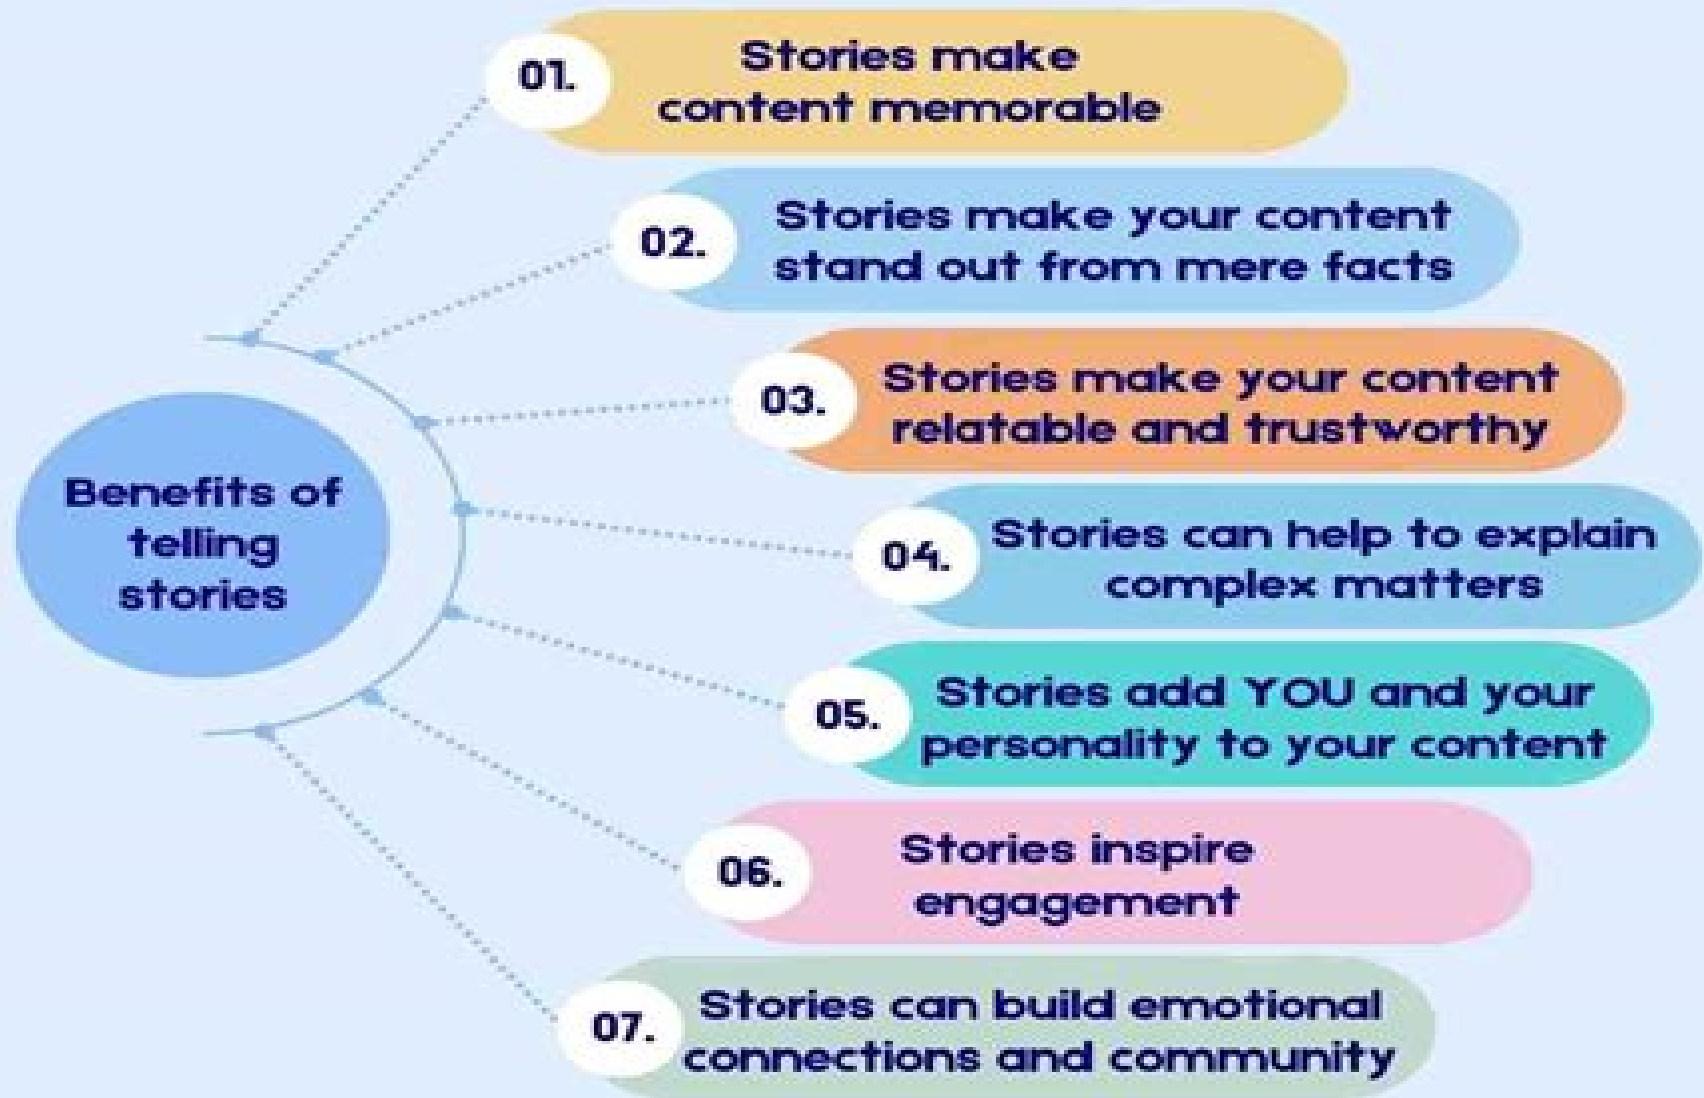 Benefits of
telling
stories
01.
Stories make
content memorable
02.
Stories make your content
stand out from mere facts
03.
Stories make your content
relatable and trustworthy
04.
Stories can help to explain
complex matters
05.
Stories add YOU and your
personality to your content
06.
Stories inspire
engagement
07.
Stories can build emotional
connections and community